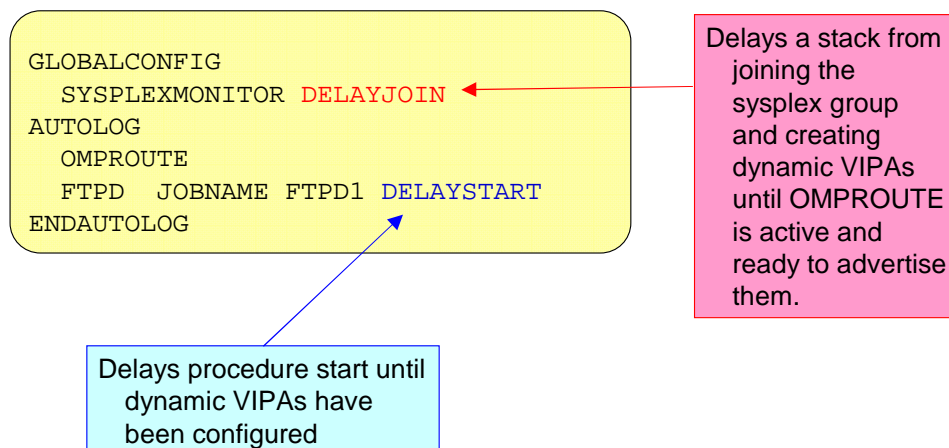 GLOBALCONFIG
SYSPLEXMONITOR DELAYJOIN
AUTOLOG
OMPROUTE
FTPD JOBNAME FTPD1 DELAYSTART
ENDAUTOLOG
Delays a stack from
joining the
sysplex group
and creating
dynamic VIPAs
until OMPROUTE
is active and
ready to advertise
them.
Delays procedure start until
dynamic VIPAs have
been configured